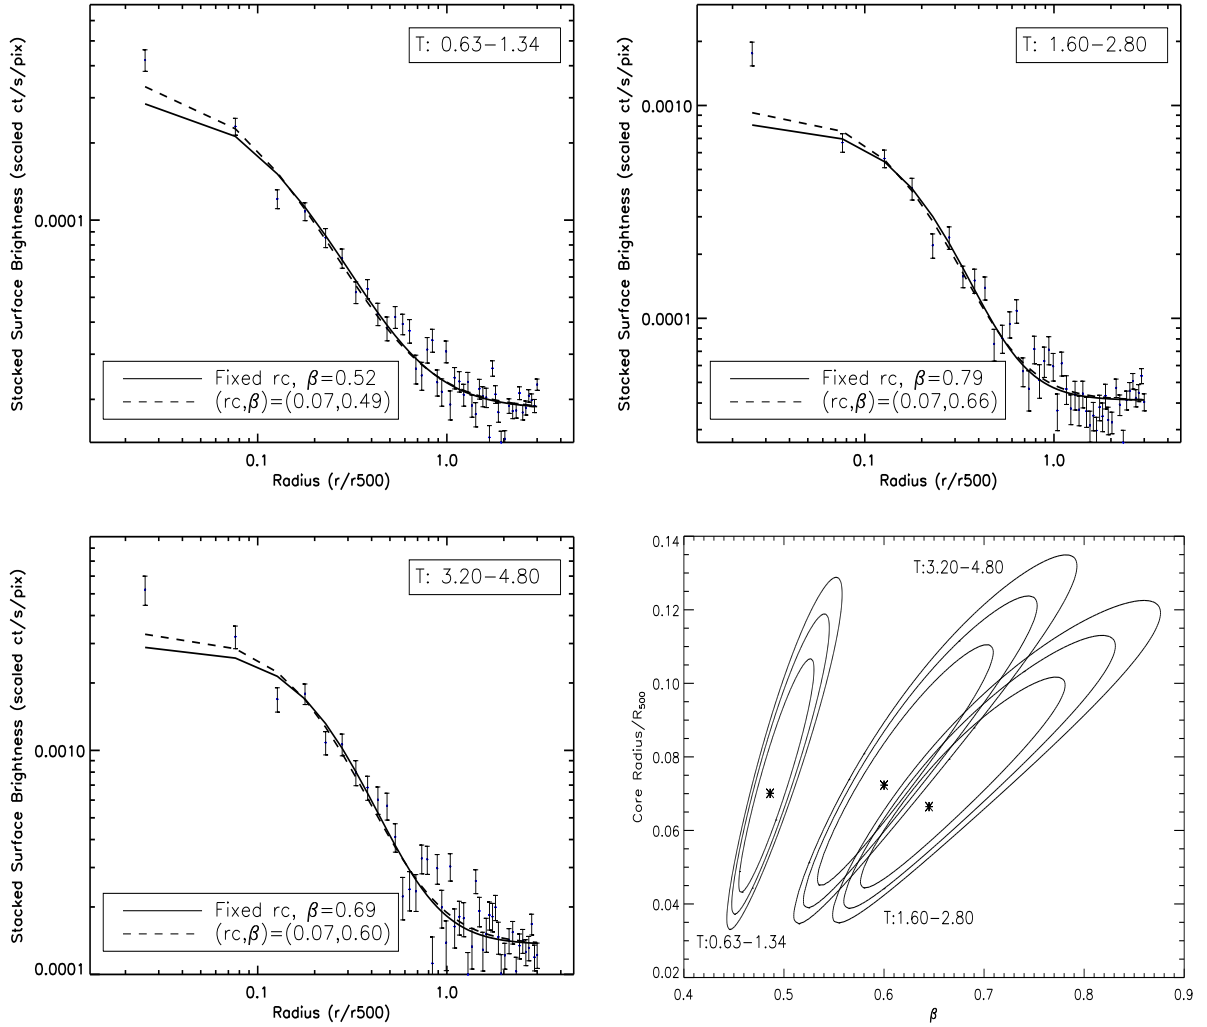 T: 0.63−1.34
Stacked Surface Brightness (scaled ct/s/pix)
0.0001
Fixed rc, β=0.52
(rc,β)=(0.07,0.49)
0.1
1.0
Radius (r/r500)
T: 1.60−2.80
Stacked Surface Brightness (scaled ct/s/pix)
0.0010
0.0001
Fixed rc, β=0.79
(rc,β)=(0.07,0.66)
0.1
1.0
Radius (r/r500)
T: 3.20−4.80
Stacked Surface Brightness (scaled ct/s/pix)
0.0010
0.0001
Fixed rc, β=0.69
(rc,β)=(0.07,0.60)
0.1
1.0
Radius (r/r500)
0.14
0.12
0.10
0.08
0.06
0.04
0.02
Core Radius/R500
T:3.20−4.80
T:1.60−2.80
T:0.63−1.34
0.4
0.5
0.6
0.7
0.8
0.9
β